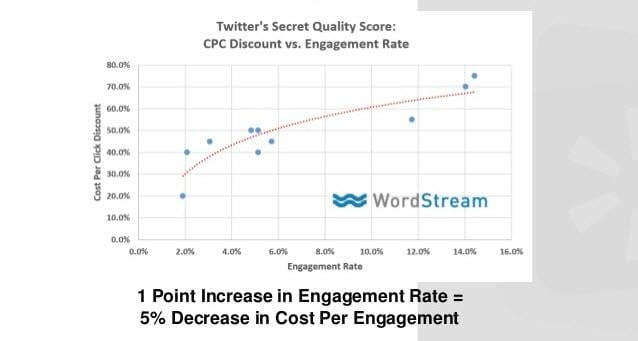 Twitter's Secret Quality Score:
CPC Discount vs. Engagement Rate
80.0%
70.0%
60.0%
50.0%
40.0%
30.0%
20.0%
10.0%
0.0%
Cost Per Click Discount
0.0% 2.0% 4.0% 6.0% 8.0% 10.0% 12.0% 14.0% 16.0%
Engagement Rate
WordStream
1 Point Increase in Engagement Rate =
5% Decrease in Cost Per Engagement